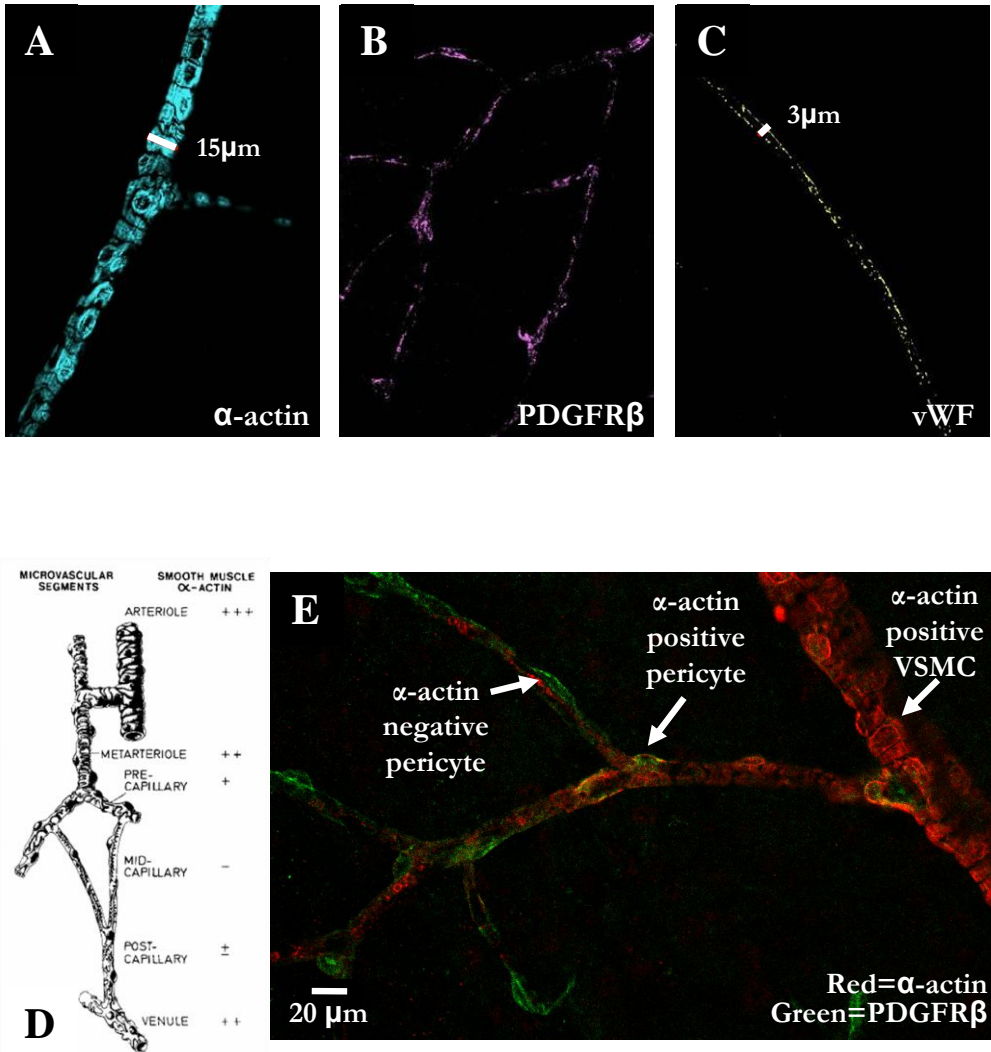 A
15μm
α-actin
B
PDGFRβ
C
3μm
vWF
MICROVASCULAR
SEGMENTS
SMOOTH MUSCLE
α-ACTIN
ARTERIOLE +++
METARTERIOLE ++
PRE-
CAPILLARY +
MID-
CAPILLARY -
POST-
CAPILLARY ±
VENULE ++
D
E
α-actin
negative
pericyte
α-actin
positive
pericyte
α-actin
positive
VSMC
20 μm
Red=α-actin
Green=PDGFRβ